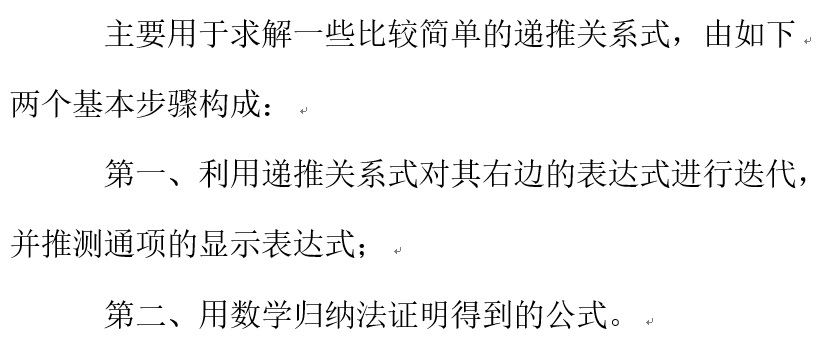 主要用于求解一些比较简单的递推关系式，由如下
两个基本步骤构成：
第一、利用递推关系式对其右边的表达式进行迭代，
并推测通项的显示表达式；
第二、用数学归纳法证明得到的公式。